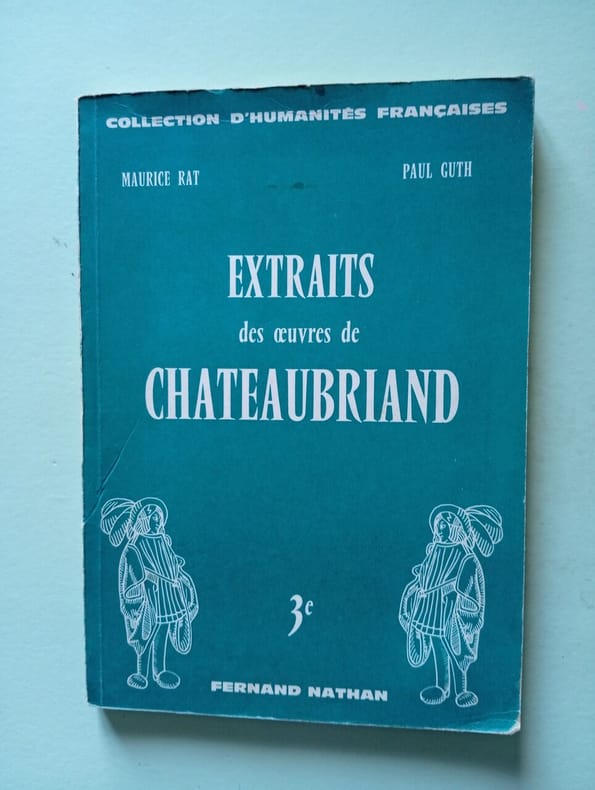 COLLECTION D'HUMANITÉS FRANÇAISES
MAURICE RAT PAUL GUTH
EXTRAITS
des œuvres de
CHATEAUBRIAND
3e
FERNAND NATHAN